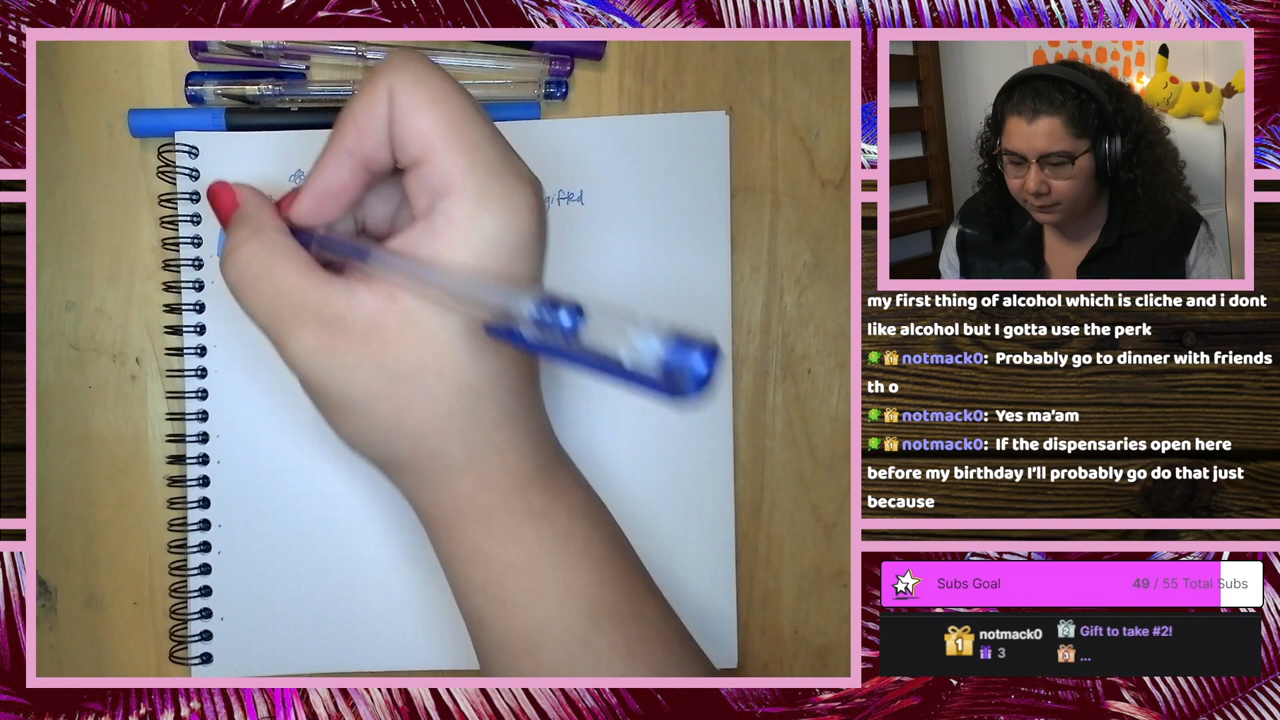 gifted
my first thing of alcohol which is cliche and i dont
like alcohol but I gotta use the perk
notmack0: Probably go to dinner with friends
th o
notmack0: Yes ma'am
notmack0: If the dispensaries open here
before my birthday I'll probably go do that just
because
Subs Goal 49 / 55 Total Subs
1 notmack0 2 Gift to take #2!
3 3 ...